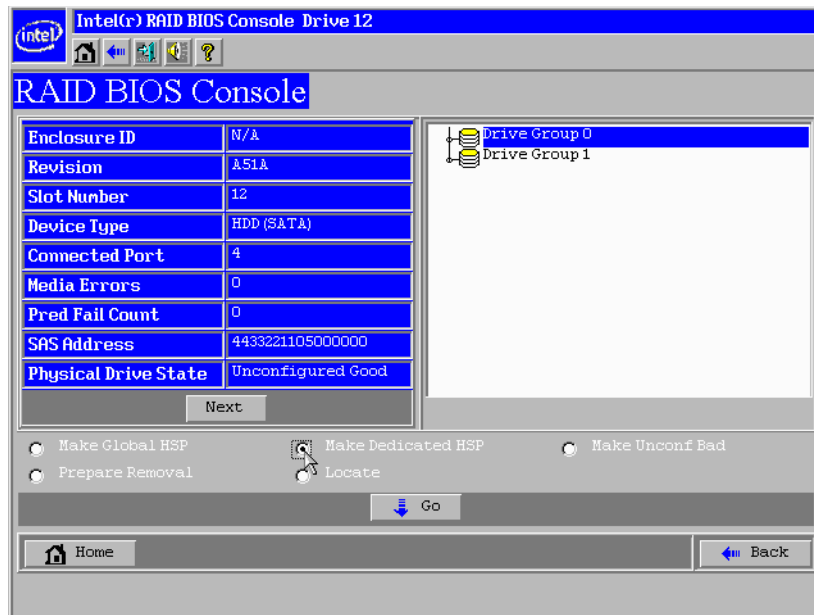 intel
Intel(r) RAID BIOS Console Drive 12
?
RAID BIOS Console
Enclosure ID N/A
Revision A51A
Slot Number 12
Device Type HDD (SATA)
Connected Port 4
Media Errors 0
Pred Fail Count 0
SAS Address 4433221105000000
Physical Drive State Unconfigured Good
Next
Drive Group 0
Drive Group 1
Make Global HSP Make Dedicated HSP Make Unconf Bad
Prepare Removal Locate
Go
Home Back